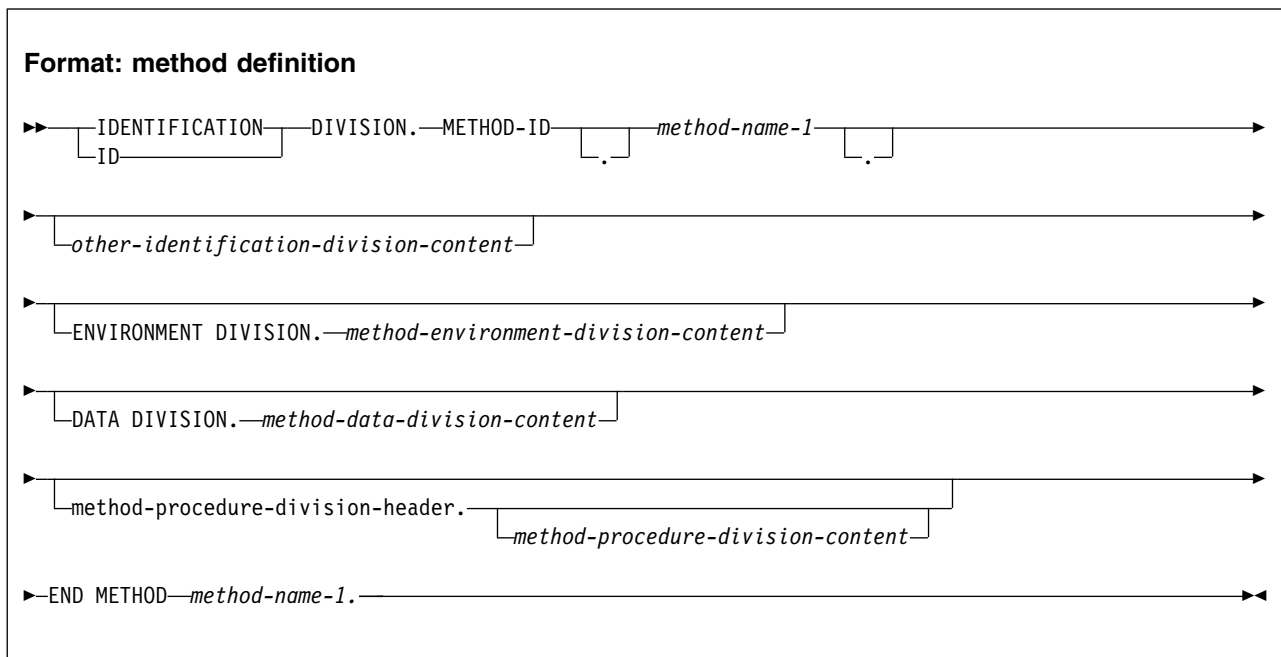 Format: method definition
IDENTIFICATION DIVISION. METHOD-ID . method-name-1 .
ID
other-identification-division-content
ENVIRONMENT DIVISION. method-environment-division-content
DATA DIVISION. method-data-division-content
method-procedure-division-header.
method-procedure-division-content
END METHOD method-name-1.